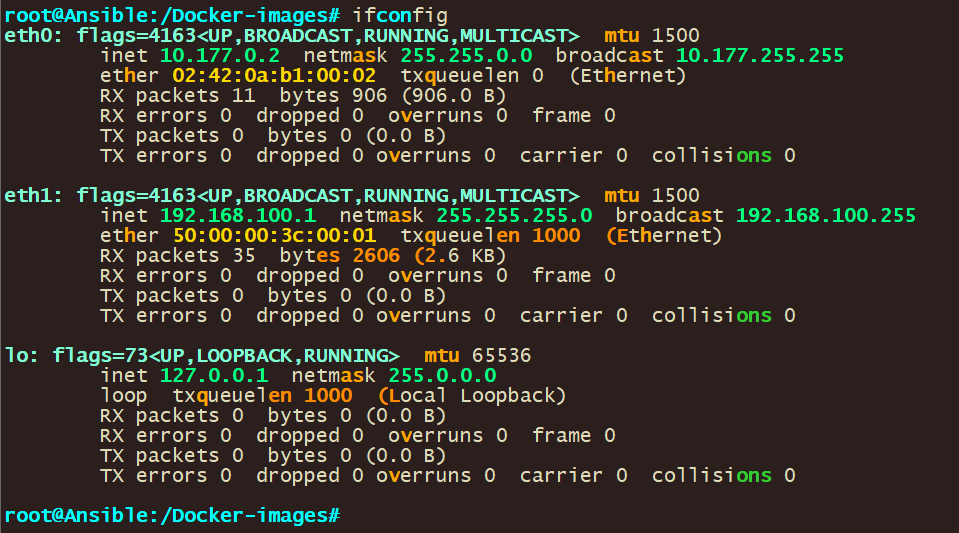 root@Ansible:/Docker-images# ifconfig
eth0: flags=4163<UP,BROADCAST,RUNNING,MULTICAST>  mtu 1500
        inet 10.177.0.2  netmask 255.255.0.0  broadcast 10.177.255.255
        ether 02:42:0a:b1:00:02  txqueuelen 0  (Ethernet)
        RX packets 11  bytes 906 (906.0 B)
        RX errors 0  dropped 0  overruns 0  frame 0
        TX packets 0  bytes 0 (0.0 B)
        TX errors 0  dropped 0 overruns 0  carrier 0  collisions 0

eth1: flags=4163<UP,BROADCAST,RUNNING,MULTICAST>  mtu 1500
        inet 192.168.100.1  netmask 255.255.255.0  broadcast 192.168.100.255
        ether 50:00:00:3c:00:01  txqueuelen 1000  (Ethernet)
        RX packets 35  bytes 2606 (2.6 KB)
        RX errors 0  dropped 0  overruns 0  frame 0
        TX packets 0  bytes 0 (0.0 B)
        TX errors 0  dropped 0 overruns 0  carrier 0  collisions 0

lo: flags=73<UP,LOOPBACK,RUNNING>  mtu 65536
        inet 127.0.0.1  netmask 255.0.0.0
        loop  txqueuelen 1000  (Local Loopback)
        RX packets 0  bytes 0 (0.0 B)
        RX errors 0  dropped 0  overruns 0  frame 0
        TX packets 0  bytes 0 (0.0 B)
        TX errors 0  dropped 0 overruns 0  carrier 0  collisions 0

root@Ansible:/Docker-images#